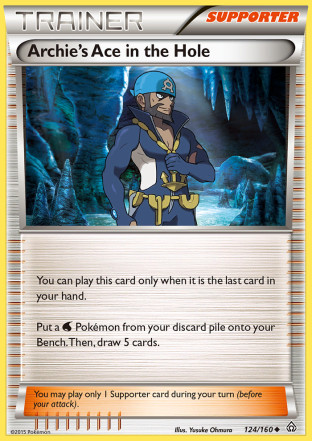 TRAINER SUPPORTER
Archie's Ace in the Hole
You can play this card only when it is the last card in
your hand.
Put a Pokémon from your discard pile onto your
Bench. Then, draw 5 cards.
You may play only 1 Supporter card during your turn (before
your attack).
©2015 Pokémon Illus. Yusuke Ohmura 124/160